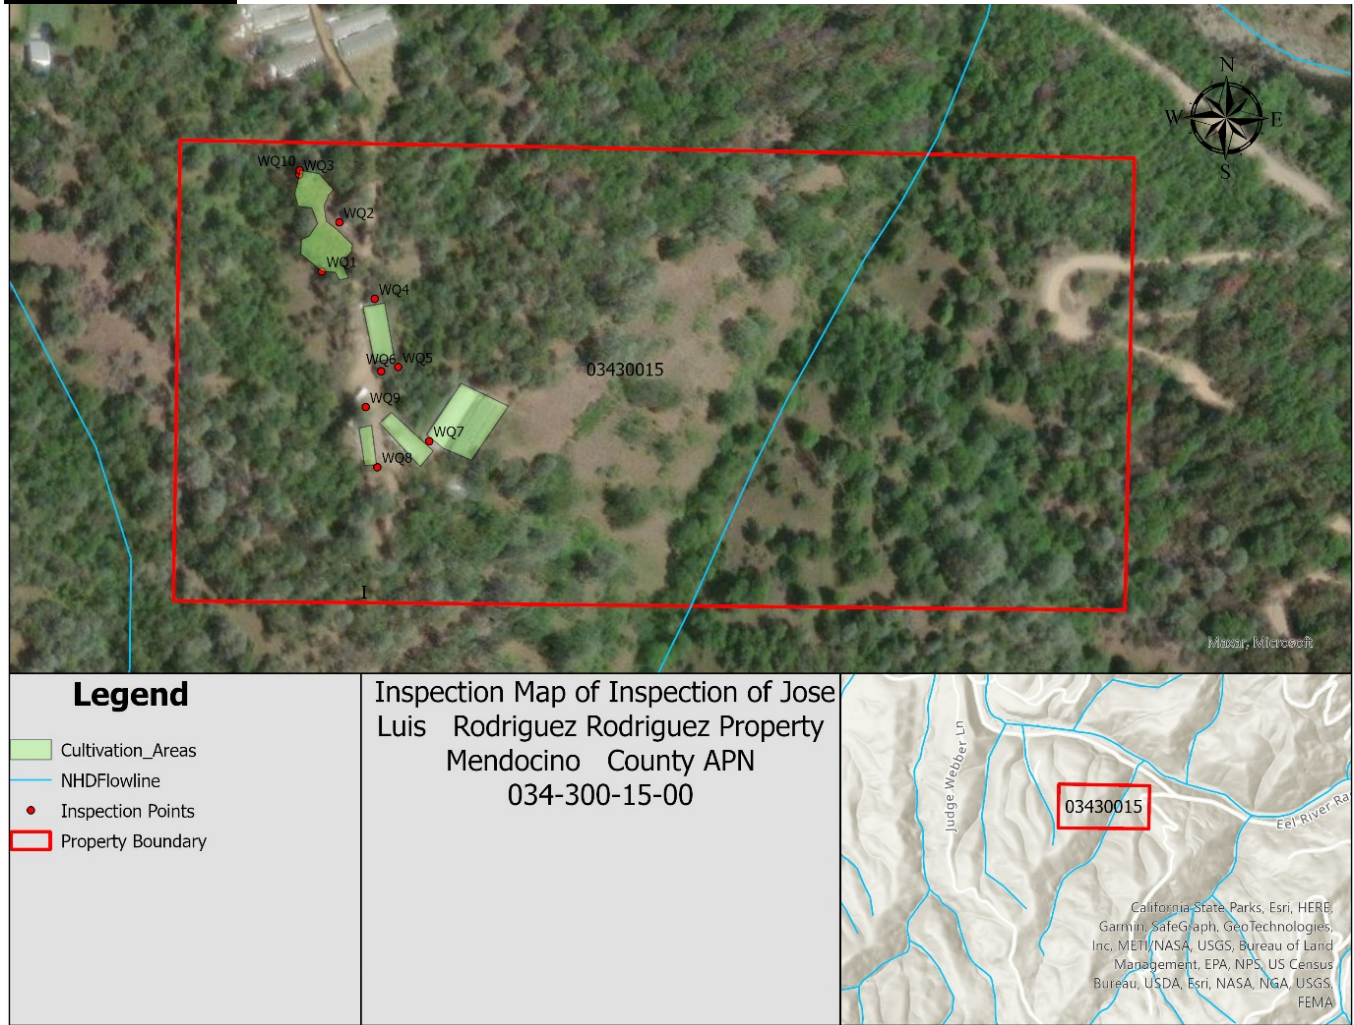 N
W E
S
WQ10 WQ3
WQ2
WQ1
WQ4
WQ6 WQ5
03430015
WQ9
WQ7
WQ8
I
Maxar, Microsoft
Legend
Cultivation_Areas
NHDFlowline
Inspection Points
Property Boundary
Inspection Map of Inspection of Jose
Luis Rodriguez Rodriguez Property
Mendocino County APN
034-300-15-00
Judge Webber Ln
03430015
Eel River Ra
California State Parks, Esri, HERE,
Garmin, SafeGraph, GeoTechnologies,
Inc, METI/NASA, USGS, Bureau of Land
Management, EPA, NPS, US Census
Bureau, USDA, Esri, NASA, NGA, USGS,
FEMA